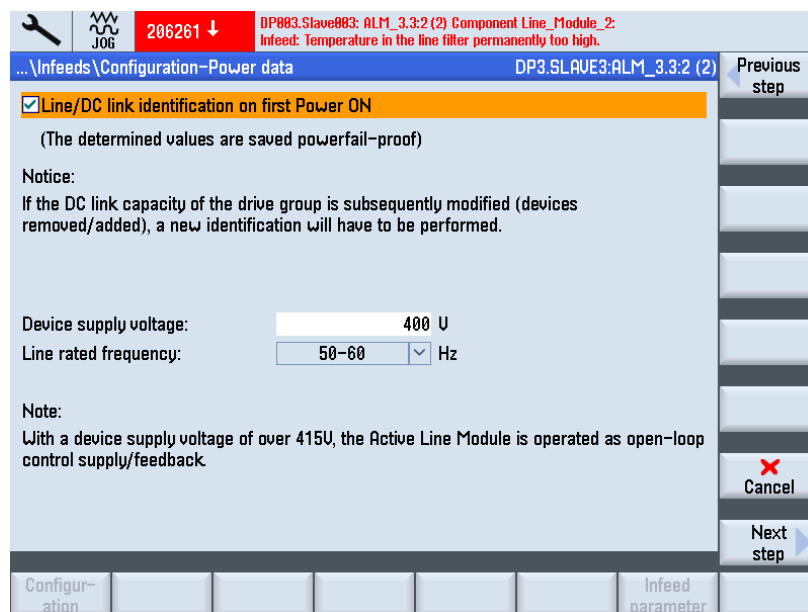 JOG
206261
DP003.Slave003: ALM_3.3:2 (2) Component Line_Module_2:
Infeed: Temperature in the line filter permanently too high.
...\Infeeds\Configuration-Power data
DP3.SLAVE3:ALM_3.3:2 (2)
Previous
step
Line/DC link identification on first Power ON
(The determined values are saved powerfail-proof)
Notice:
If the DC link capacity of the drive group is subsequently modified (devices
removed/added), a new identification will have to be performed.
Device supply voltage: 400 V
Line rated frequency: 50-60 Hz
Note:
With a device supply voltage of over 415V, the Active Line Module is operated as open-loop
control supply/feedback.
Cancel
Next
step
Configur-
ation
Infeed
parameter